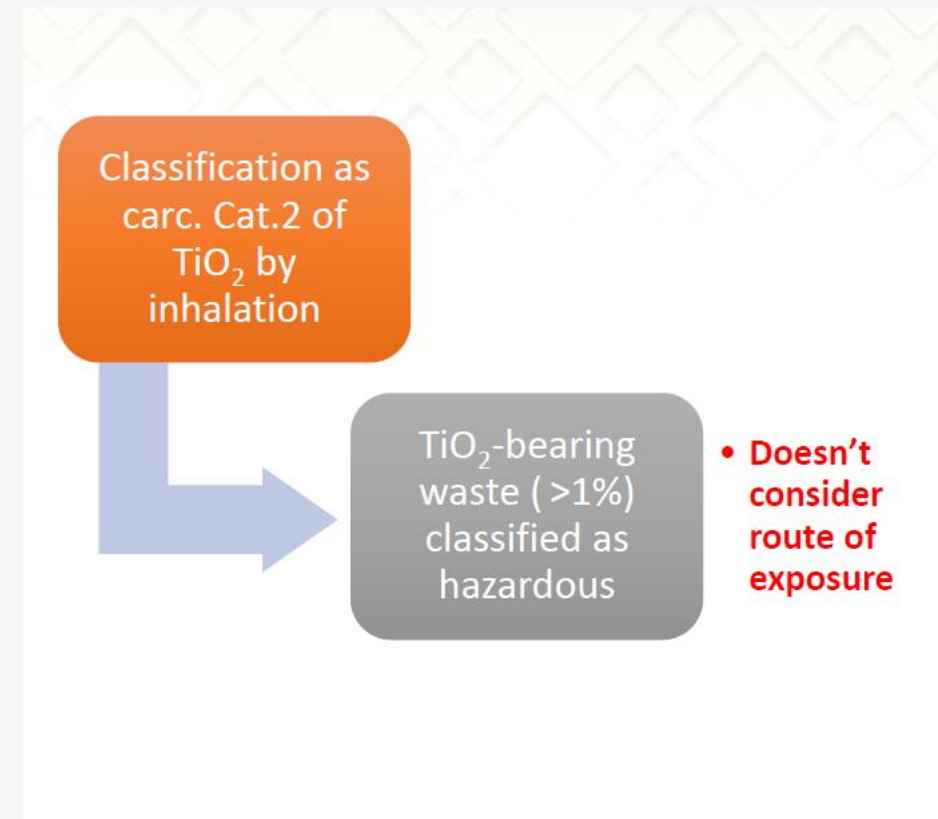 Classification as
carc. Cat.2 of
TiO₂ by
inhalation
TiO₂-bearing
waste ( >1%)
classified as
hazardous
• Doesn’t
consider
route of
exposure